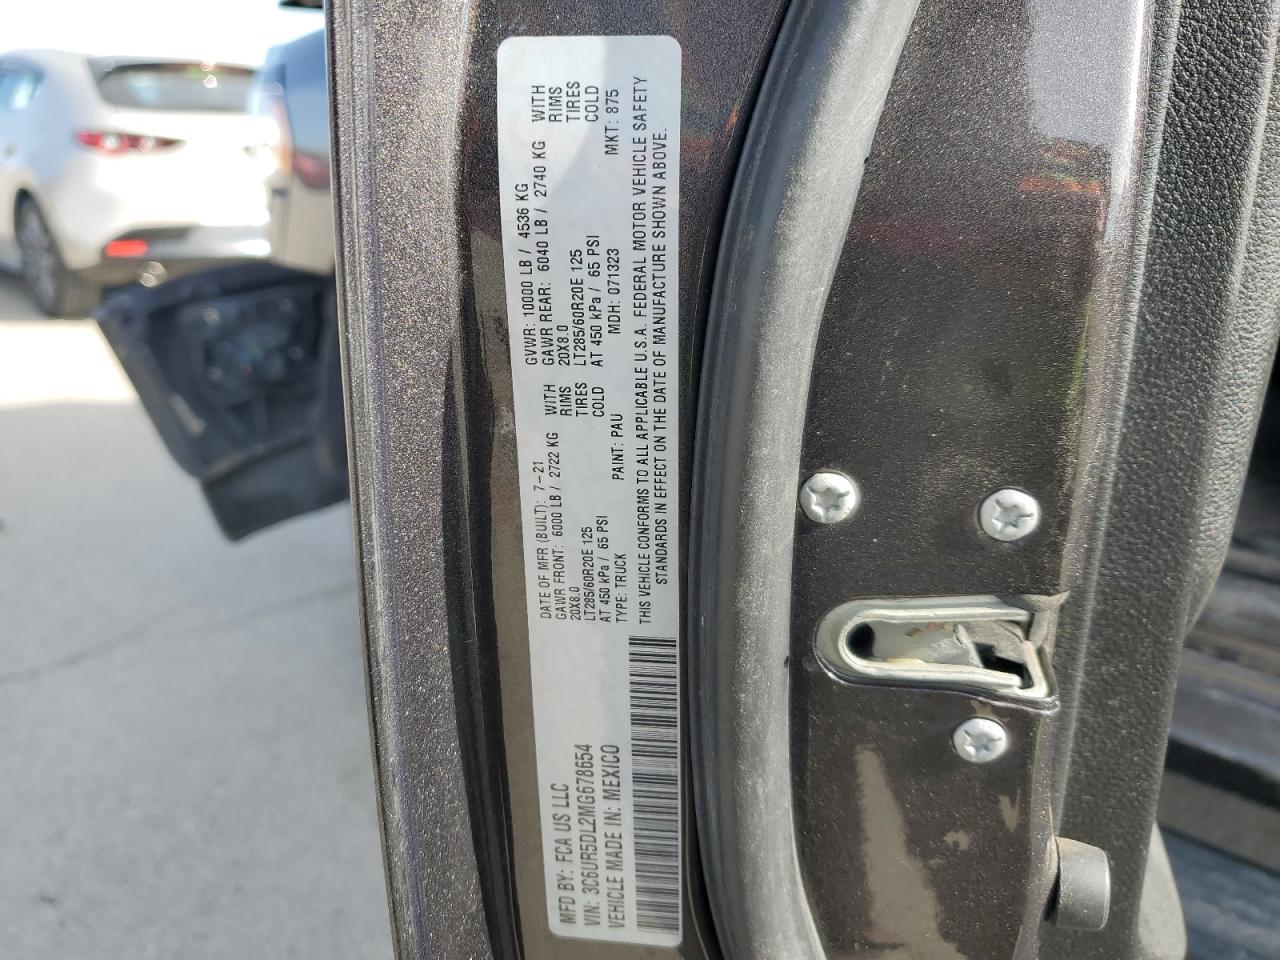 MFD BY: FCA US LLC
VIN: 3C6UR5DL2MG678654
VEHICLE MADE IN: MEXICO
DATE OF MFR (BUILT): 7-21
GAWR FRONT: 6000 LB / 2722 KG WITH
20X8.0 RIMS
LT285/60R20E 125 TIRES
AT 450 kPa / 65 PSI COLD
TYPE: TRUCK PAINT: PAU
GVWR: 10000 LB / 4536 KG
GAWR REAR: 6040 LB / 2740 KG WITH
20X8.0 RIMS
LT285/60R20E 125 TIRES
AT 450 kPa / 65 PSI COLD
MDH: 071323 MKT: 875
THIS VEHICLE CONFORMS TO ALL APPLICABLE U.S.A. FEDERAL MOTOR VEHICLE SAFETY
STANDARDS IN EFFECT ON THE DATE OF MANUFACTURE SHOWN ABOVE.